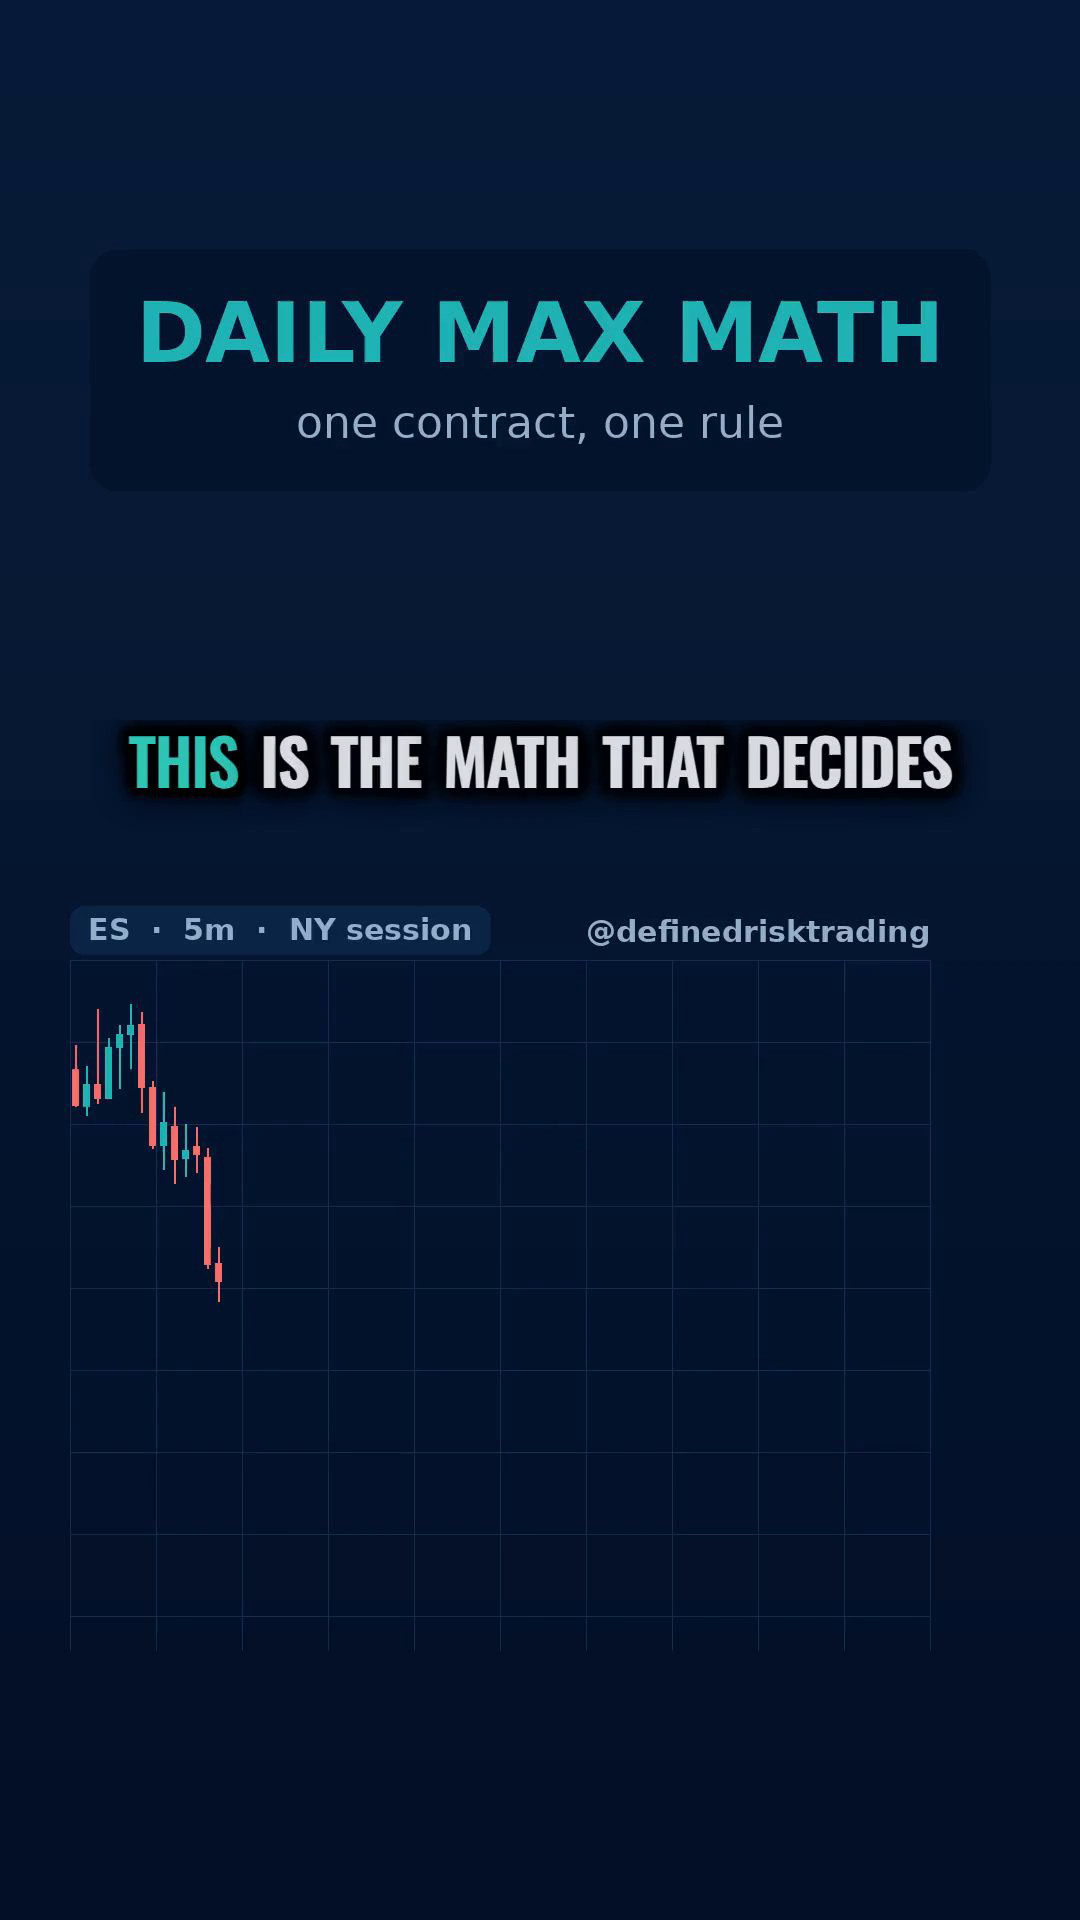 DAILY MAX MATH
one contract, one rule
THIS IS THE MATH THAT DECIDES
ES · 5m · NY session
@definedrisktrading